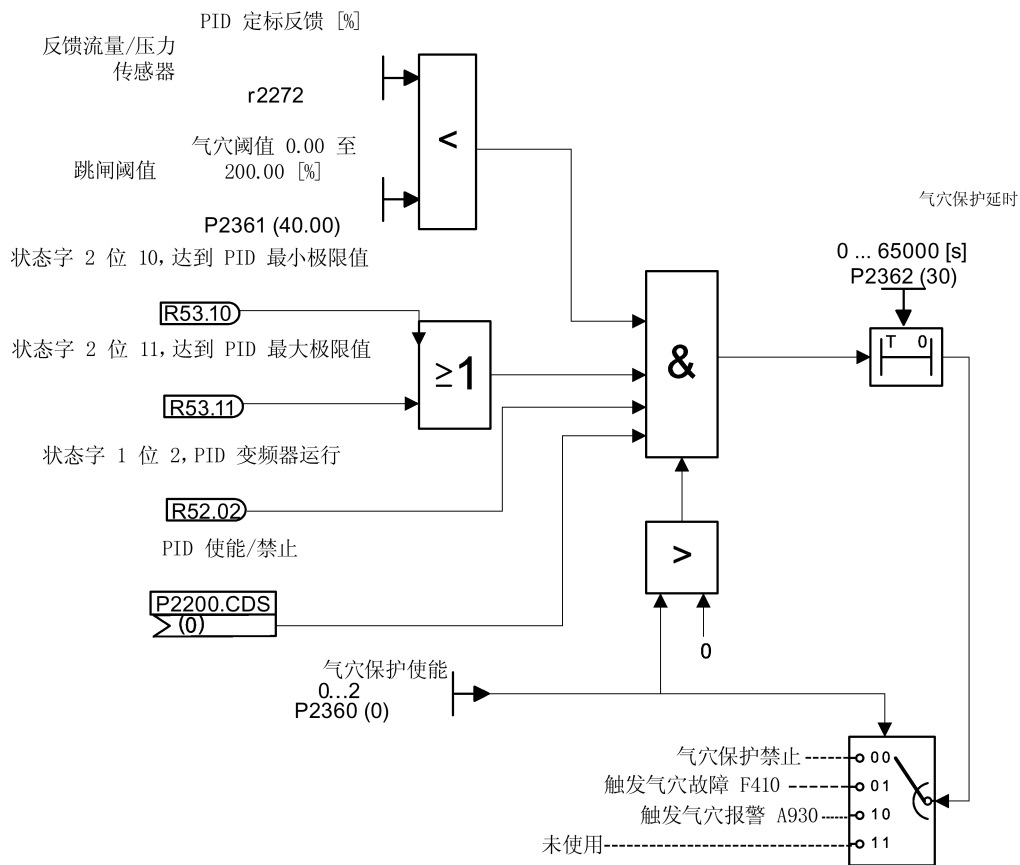 PID 定标反馈 [%]
反馈流量/压力
传感器
r2272
<
气穴阈值 0.00 至
200.00 [%]
跳闸阈值
P2361 (40.00)
气穴保护延时
0 ... 65000 [s]
P2362 (30)
T 0
状态字 2 位 10,达到 PID 最小极限值
R53.10
状态字 2 位 11,达到 PID 最大极限值
≥1
&
R53.11
状态字 1 位 2,PID 变频器运行
R52.02
PID 使能/禁止
>
P2200.CDS
(0)
0
气穴保护使能
0...2
P2360 (0)
气穴保护禁止 00
触发气穴故障 F410 01
触发气穴报警 A930 10
未使用 11